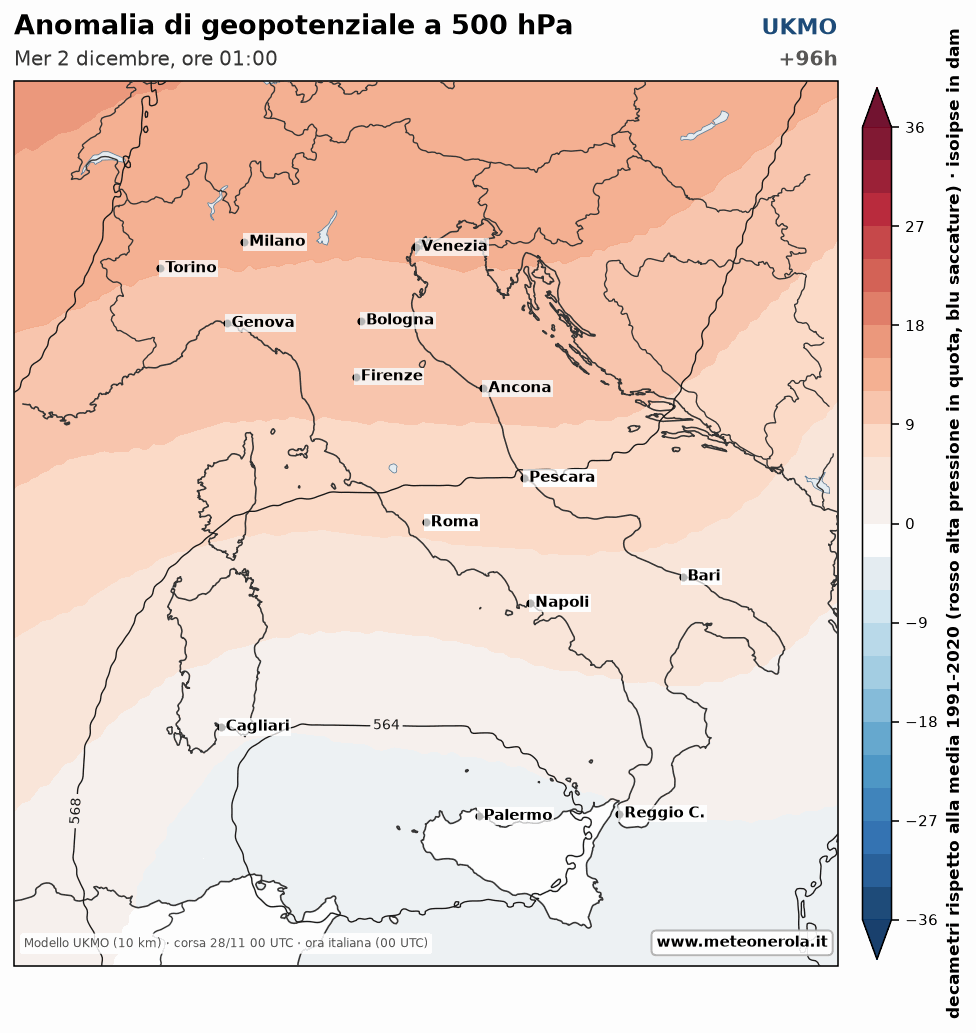 Anomalia di geopotenziale a 500 hPa
UKMO
Mer 2 dicembre, ore 01:00
+96h
Milano
Venezia
Torino
Genova
Bologna
Firenze
Ancona
Pescara
Roma
Bari
Napoli
Cagliari
564
568
Palermo
Reggio C.
Modello UKMO (10 km) · corsa 28/11 00 UTC · ora italiana (00 UTC)
www.meteonerola.it
36
27
18
9
0
−9
−18
−27
−36
decametri rispetto alla media 1991-2020 (rosso alta pressione in quota, blu saccature) · isoipse in dam